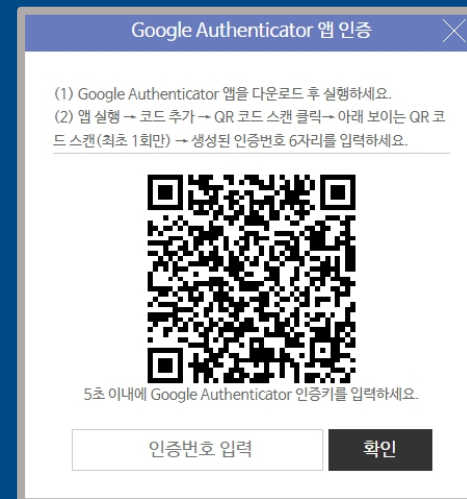 Google Authenticator 앱 인증
(1) Google Authenticator 앱을 다운로드 후 실행하세요.
(2) 앱 실행 → 코드 추가 → QR 코드 스캔 클릭→ 아래 보이는 QR 코
드 스캔(최초 1회만) → 생성된 인증번호 6자리를 입력하세요.
5초 이내에 Google Authenticator 인증키를 입력하세요.
인증번호 입력
확인